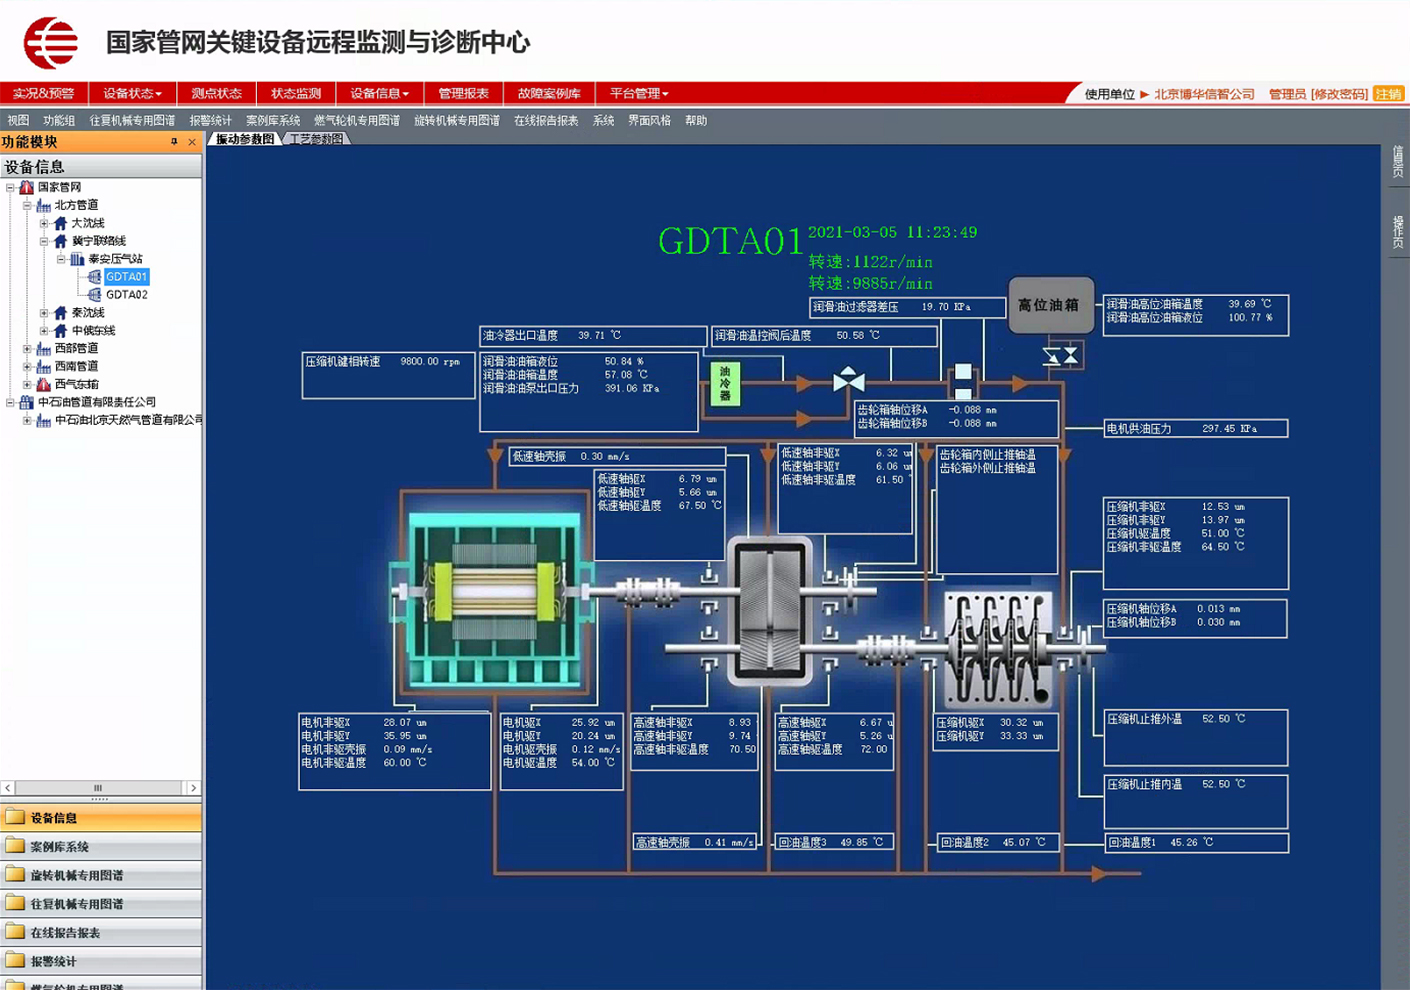 国家管网关键设备远程监测与诊断中心
实况&预警 设备状态 测点状态 状态监测 设备信息 管理报表 故障案例库 平台管理
使用单位 北京博华信智公司 管理员 [修改密码] 注销
视图 功能组 往复机械专用图谱 报警统计 案例库系统 燃气轮机专用图谱 旋转机械专用图谱 在线报告报表 系统 界面风格 帮助
功能模块
设备信息
国家管网
北方管道
大沈线
冀宁联络线
泰安压气站
GDTA01
GDTA02
秦沈线
中俄东线
西部管道
西南管道
西气东输
中石油管道有限责任公司
中石油北京天然气管道有限公司
设备信息
案例库系统
旋转机械专用图谱
往复机械专用图谱
在线报告报表
报警统计
燃气轮机专用图谱
振动参数图 工艺参数图
信息页
操作页
GDTA01
2021-03-05 11:23:49
转速:1122r/min
转速:9885r/min
润滑油过滤器差压 19.70 KPa
高位油箱
润滑油高位油箱温度 39.69 ℃
润滑油高位油箱液位 100.77 %
油冷器出口温度 39.71 ℃
润滑油温控阀后温度 50.58 ℃
压缩机键相转速 9800.00 rpm
润滑油油箱液位 50.84 %
润滑油油箱温度 57.08 ℃
润滑油油泵出口压力 391.06 KPa
油冷器
齿轮箱轴位移A -0.088 mm
齿轮箱轴位移B -0.088 mm
电机供油压力 297.45 KPa
低速轴壳振 0.30 mm/s
低速轴驱X 6.79 um
低速轴驱Y 5.66 um
低速轴驱温度 67.50 ℃
低速轴非驱X 6.32 u
低速轴非驱Y 6.06 u
低速轴非驱温度 61.50
齿轮箱内侧止推轴温
齿轮箱外侧止推轴温
压缩机非驱X 12.53 um
压缩机非驱Y 13.97 um
压缩机驱温度 51.00 ℃
压缩机非驱温度 64.50 ℃
压缩机轴位移A 0.013 mm
压缩机轴位移B 0.030 mm
电机非驱X 28.07 um
电机非驱Y 35.95 um
电机非驱壳振 0.09 mm/s
电机非驱温度 60.00 ℃
电机驱X 25.92 um
电机驱Y 20.24 um
电机驱壳振 0.12 mm/s
电机驱温度 54.00 ℃
高速轴非驱X 8.93
高速轴非驱Y 9.74
高速轴非驱温度 70.50
高速轴驱X 6.67 u
高速轴驱Y 5.26 u
高速轴驱温度 72.00
压缩机驱X 30.32 um
压缩机驱Y 33.33 um
压缩机止推外温 52.50 ℃
压缩机止推内温 52.50 ℃
高速轴壳振 0.41 mm/s
回油温度3 49.85 ℃
回油温度2 45.07 ℃
回油温度1 45.26 ℃